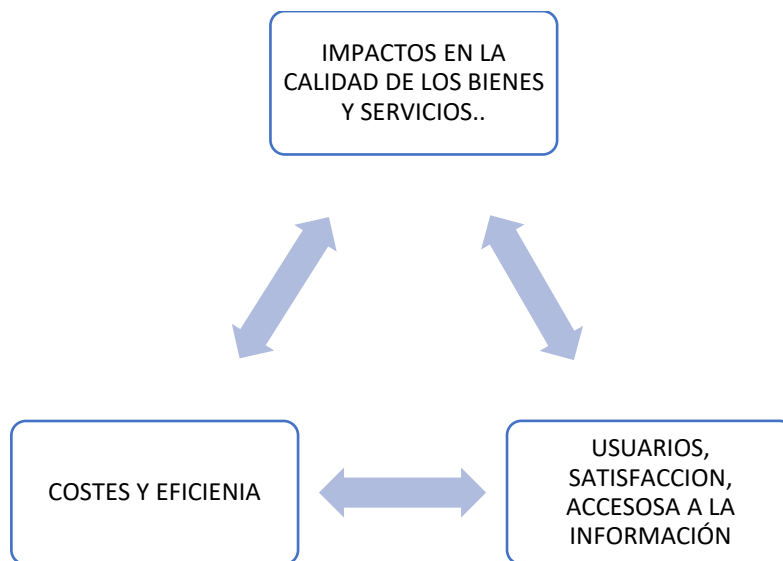 IMPACTOS EN LA
CALIDAD DE LOS BIENES
Y SERVICIOS..
COSTES Y EFICIENIA
USUARIOS,
SATISFACCION,
ACCESOSA A LA
INFORMACIÓN